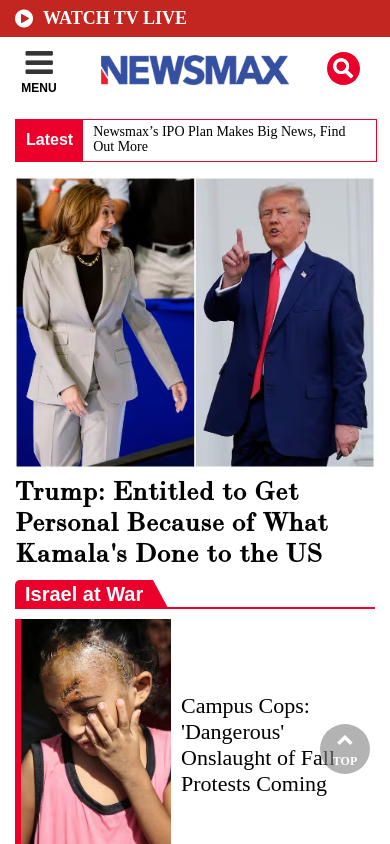 WATCH TV LIVE
MENU
NEWSMAX
Latest
Newsmax’s IPO Plan Makes Big News, Find
Out More
Trump: Entitled to Get
Personal Because of What
Kamala's Done to the US
Israel at War
Campus Cops:
'Dangerous'
Onslaught of Fall
Protests Coming
TOP